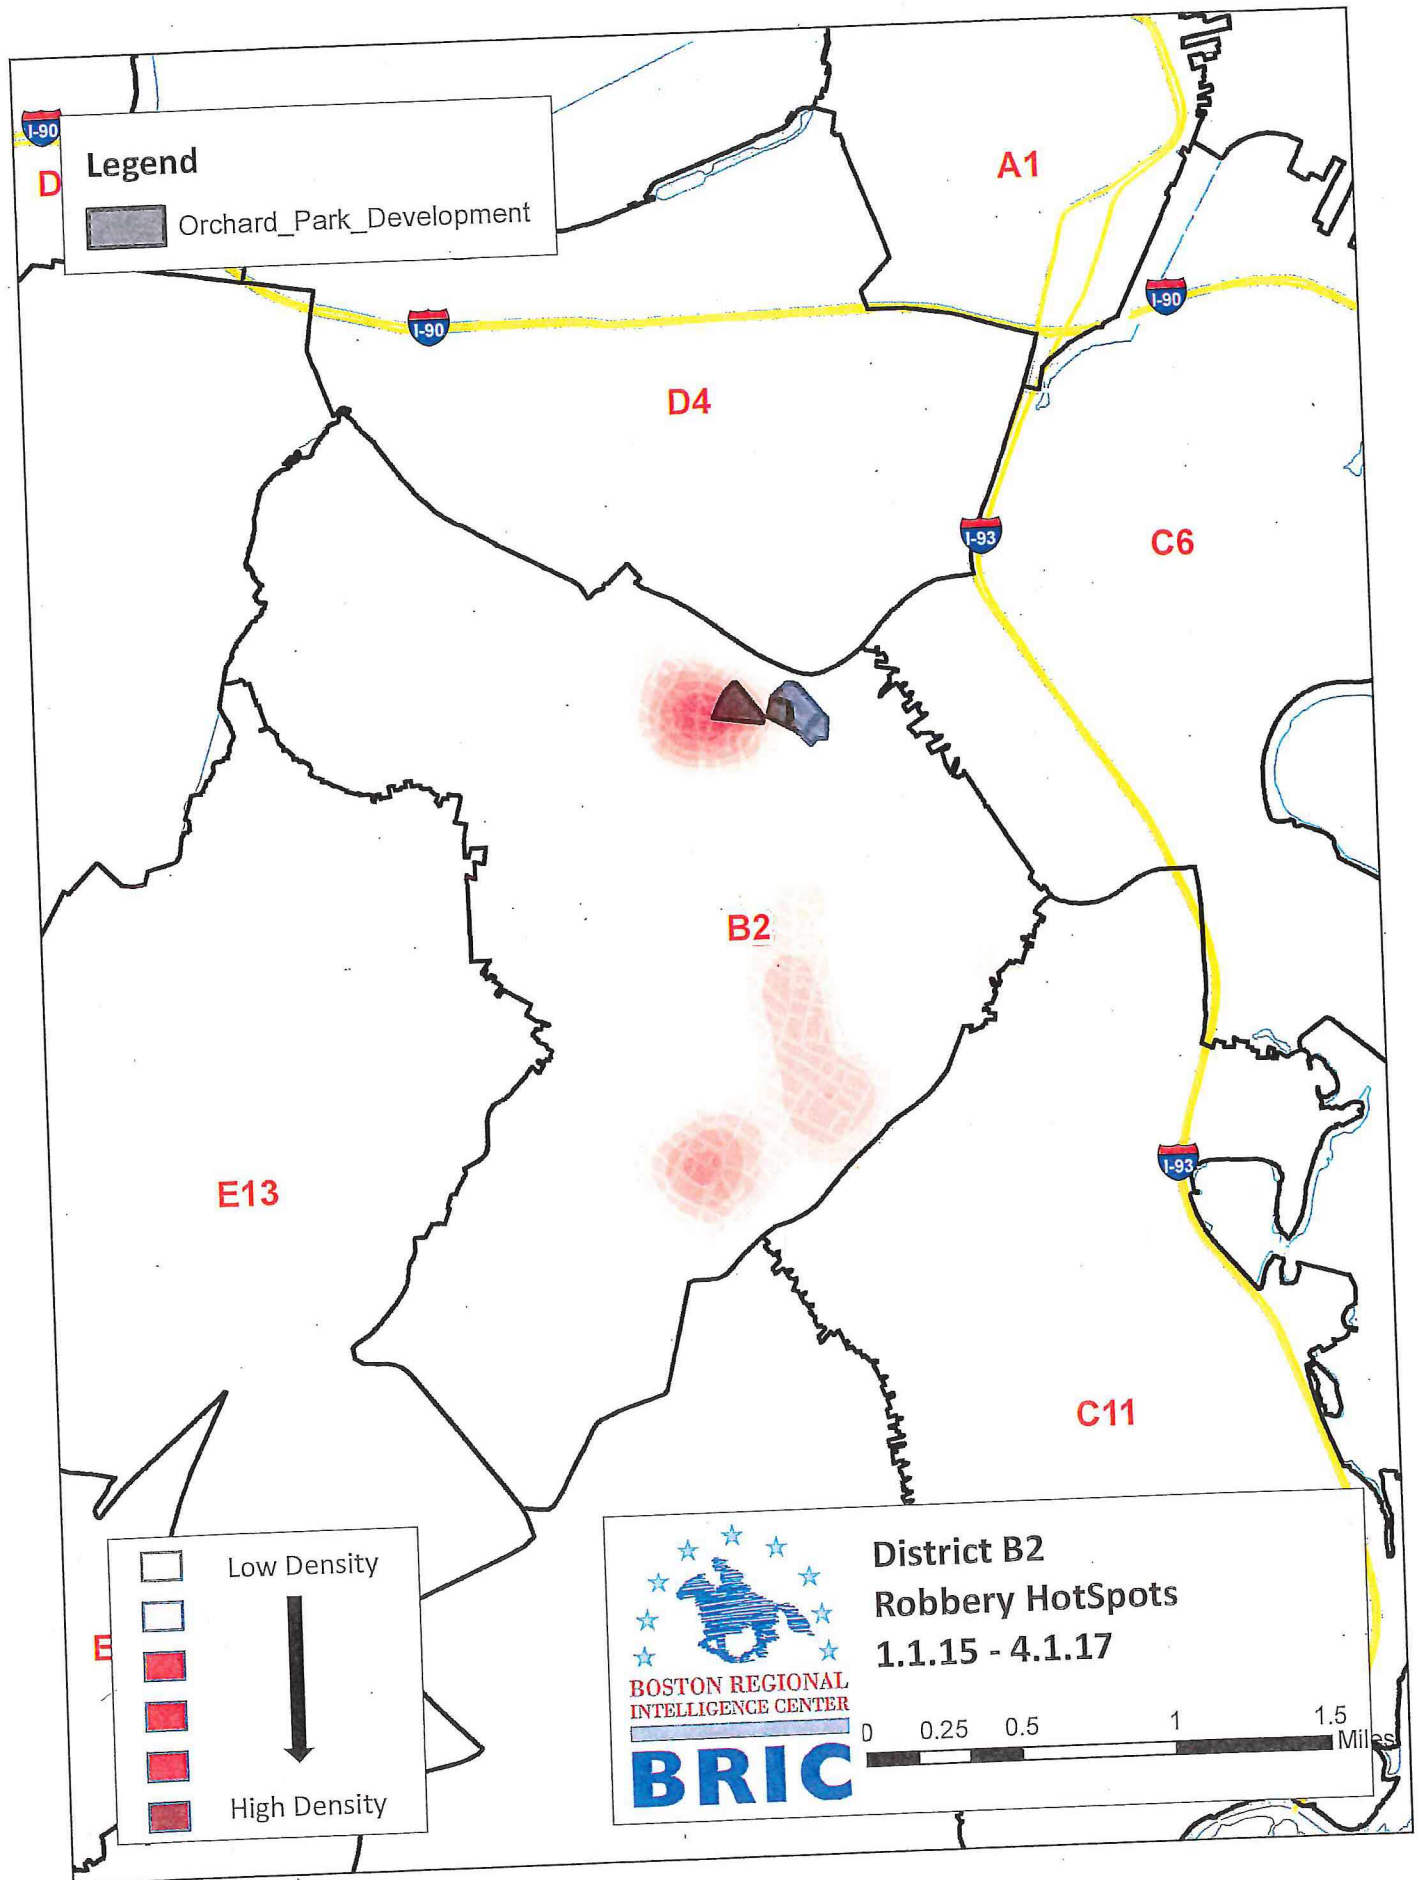 I-90
D
Legend
Orchard_Park_Development
A1
I-90
I-90
D4
I-93
C6
B2
E13
I-93
C11
Low Density
High Density
E
BOSTON REGIONAL
INTELLIGENCE CENTER
BRIC
District B2
Robbery HotSpots
1.1.15 - 4.1.17
0 0.25 0.5 1 1.5
Miles